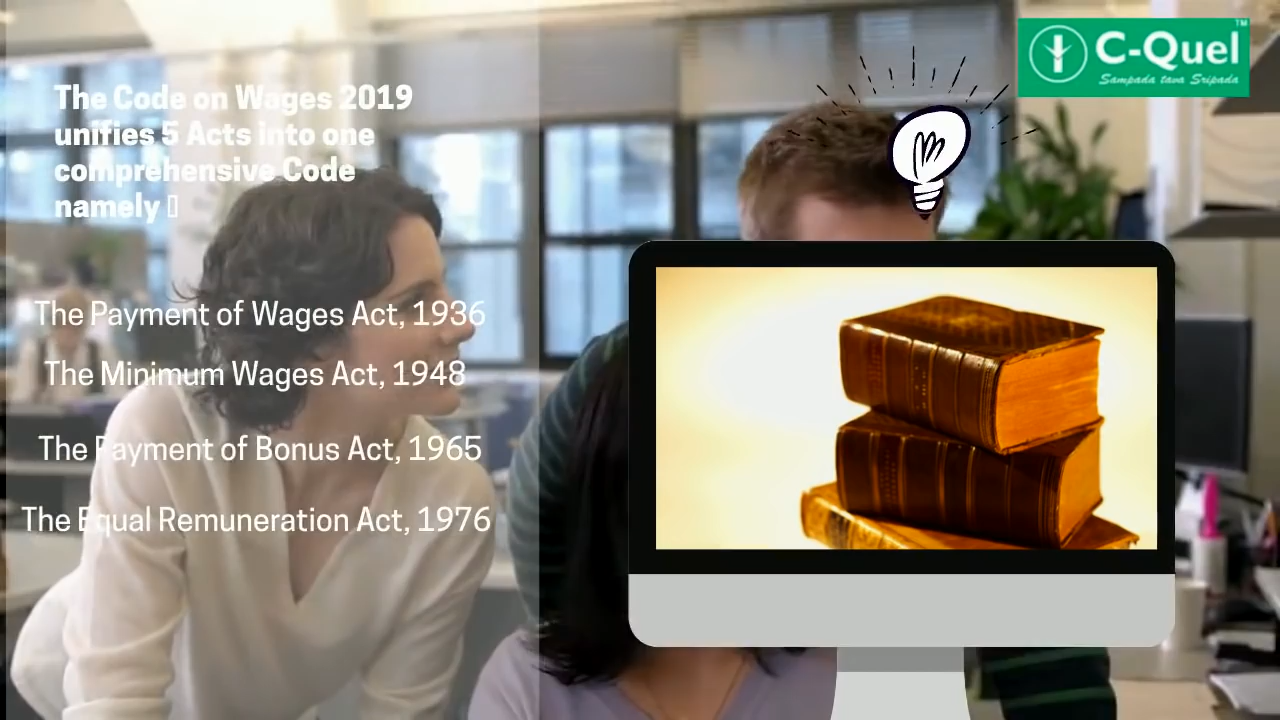 C-Quel
TM
Sampada tava Sripada
The Code on Wages 2019
unifies 5 Acts into one
comprehensive Code
namely
The Payment of Wages Act, 1936
The Minimum Wages Act, 1948
The Payment of Bonus Act, 1965
The Equal Remuneration Act, 1976